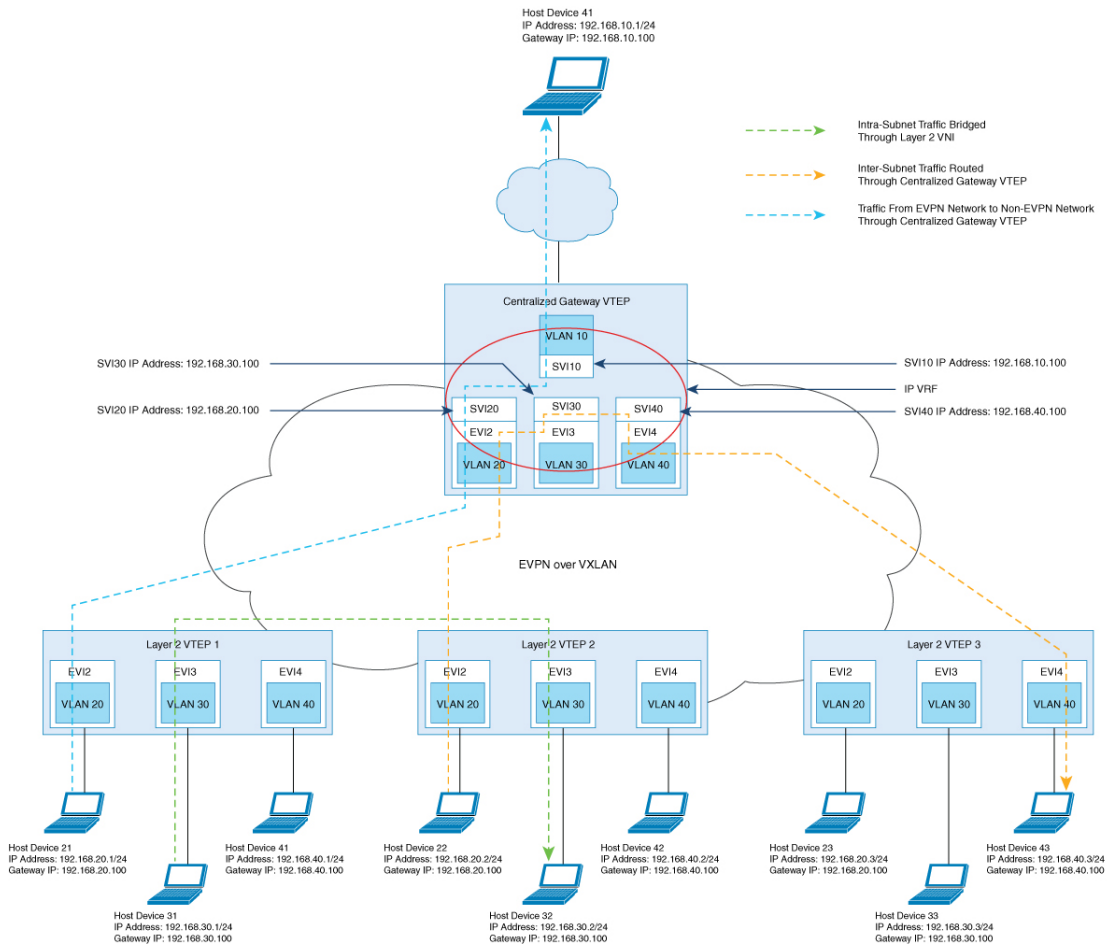 Host Device 41
IP Address: 192.168.10.1/24
Gateway IP: 192.168.10.100
Intra-Subnet Traffic Bridged
Through Layer 2 VNI
Inter-Subnet Traffic Routed
Through Centralized Gateway VTEP
Traffic From EVPN Network to Non-EVPN Network
Through Centralized Gateway VTEP
Centralized Gateway VTEP
VLAN 10
SVI10
SVI30 IP Address: 192.168.30.100
SVI10 IP Address: 192.168.10.100
IP VRF
SVI20 IP Address: 192.168.20.100
SVI40 IP Address: 192.168.40.100
SVI20
EVI2
VLAN 20
SVI30
EVI3
VLAN 30
SVI40
EVI4
VLAN 40
EVPN over VXLAN
Layer 2 VTEP 1
EVI2
VLAN 20
EVI3
VLAN 30
EVI4
VLAN 40
Layer 2 VTEP 2
EVI2
VLAN 20
EVI3
VLAN 30
EVI4
VLAN 40
Layer 2 VTEP 3
EVI2
VLAN 20
EVI3
VLAN 30
EVI4
VLAN 40
Host Device 21
IP Address: 192.168.20.1/24
Gateway IP: 192.168.20.100
Host Device 41
IP Address: 192.168.40.1/24
Gateway IP: 192.168.40.100
Host Device 22
IP Address: 192.168.20.2/24
Gateway IP: 192.168.20.100
Host Device 42
IP Address: 192.168.40.2/24
Gateway IP: 192.168.40.100
Host Device 23
IP Address: 192.168.20.3/24
Gateway IP: 192.168.20.100
Host Device 43
IP Address: 192.168.40.3/24
Gateway IP: 192.168.40.100
Host Device 31
IP Address: 192.168.30.1/24
Gateway IP: 192.168.30.100
Host Device 32
IP Address: 192.168.30.2/24
Gateway IP: 192.168.30.100
Host Device 33
IP Address: 192.168.30.3/24
Gateway IP: 192.168.30.100